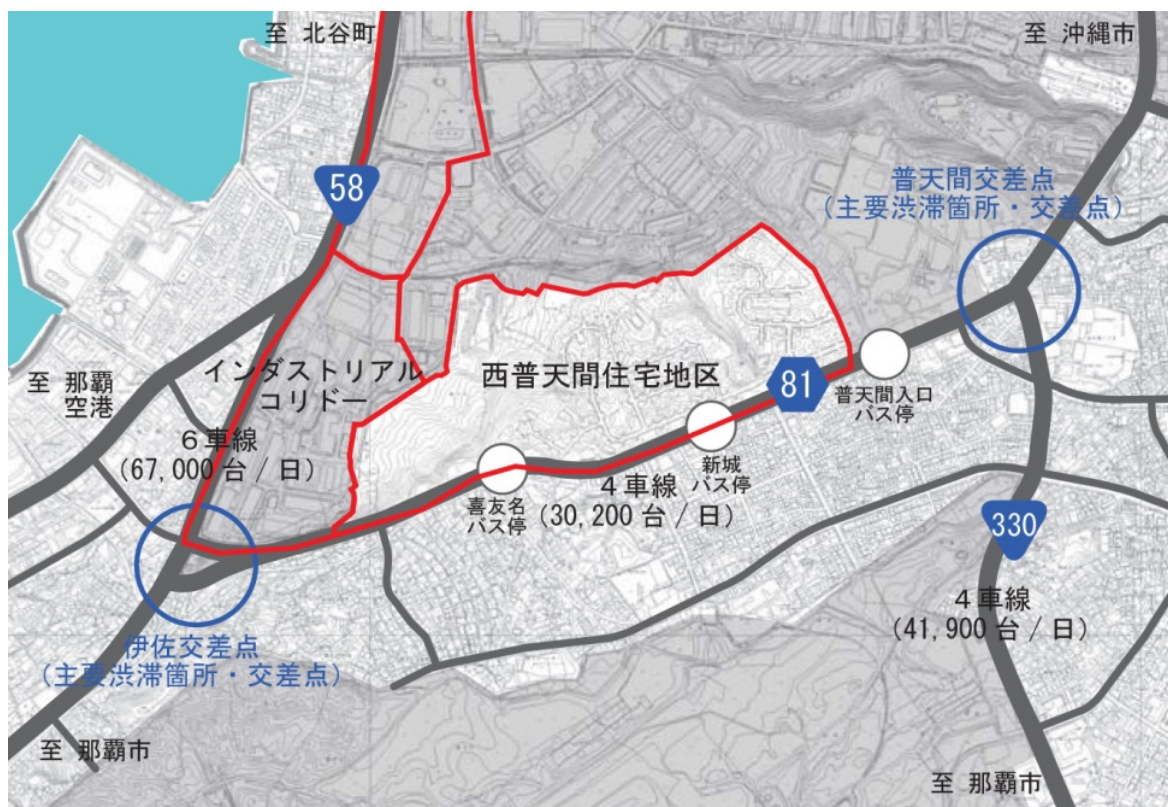 至 北谷町
至 沖縄市
58
普天間交差点
（主要渋滞箇所・交差点）
インダストリアル
コリドー
西普天間住宅地区
81
普天間入口
バス停
至 那覇
空港
6車線
（67,000 台 / 日）
新城
バス停
喜友名
バス停
4車線
（30,200 台 / 日）
330
4車線
（41,900 台 / 日）
伊佐交差点
（主要渋滞箇所・交差点）
至 那覇市
至 那覇市